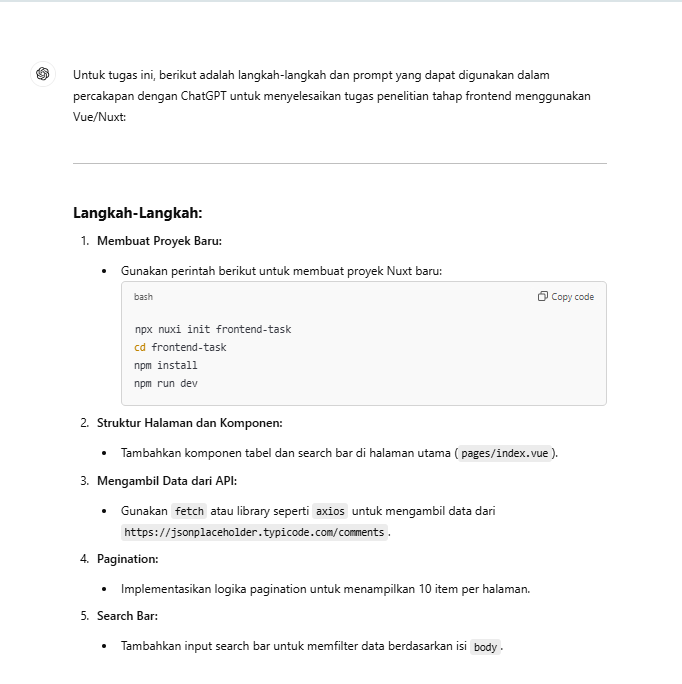 Untuk tugas ini, berikut adalah langkah-langkah dan prompt yang dapat digunakan dalam
percakapan dengan ChatGPT untuk menyelesaikan tugas penelitian tahap frontend menggunakan
Vue/Nuxt:
Langkah-Langkah:
1. Membuat Proyek Baru:
• Gunakan perintah berikut untuk membuat proyek Nuxt baru:
bash Copy code
npx nuxi init frontend-task
cd frontend-task
npm install
npm run dev
2. Struktur Halaman dan Komponen:
• Tambahkan komponen tabel dan search bar di halaman utama ( pages/index.vue ).
3. Mengambil Data dari API:
• Gunakan fetch atau library seperti axios untuk mengambil data dari
https://jsonplaceholder.typicode.com/comments .
4. Pagination:
• Implementasikan logika pagination untuk menampilkan 10 item per halaman.
5. Search Bar:
• Tambahkan input search bar untuk memfilter data berdasarkan isi body .